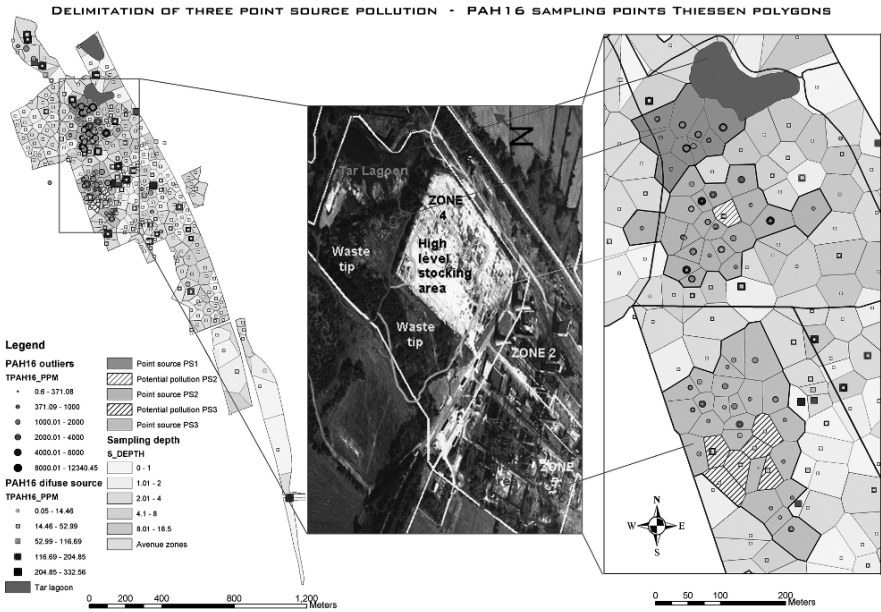 DELIMITATION OF THREE POINT SOURCE POLLUTION - PAH16 SAMPLING POINTS THIESSEN POLYGONS
N
Tar Lagoon
ZONE
4
High
level
stocking
area
Waste
tip
Waste
tip
ZONE 2
ZONE
Legend
PAH16 outliers
TPAH16_PPM
0.6 - 371.08
371.09 - 1000
1000.01 - 2000
2000.01 - 4000
4000.01 - 8000
8000.01 - 12340.45
PAH16 difuse source
TPAH16_PPM
0.05 - 14.46
14.46 - 52.99
52.99 - 116.69
116.69 - 204.85
204.85 - 332.56
Tar lagoon
Point source PS1
Potential pollution PS2
Point source PS2
Potential pollution PS3
Point source PS3
Sampling depth
S_DEPTH
0 - 1
1.01 - 2
2.01 - 4
4.1 - 8
8.01 - 18.5
Avenue zones
N
W E
S
0 100 200 400 600 800 1,200
Meters
0 50 100 200
Meters